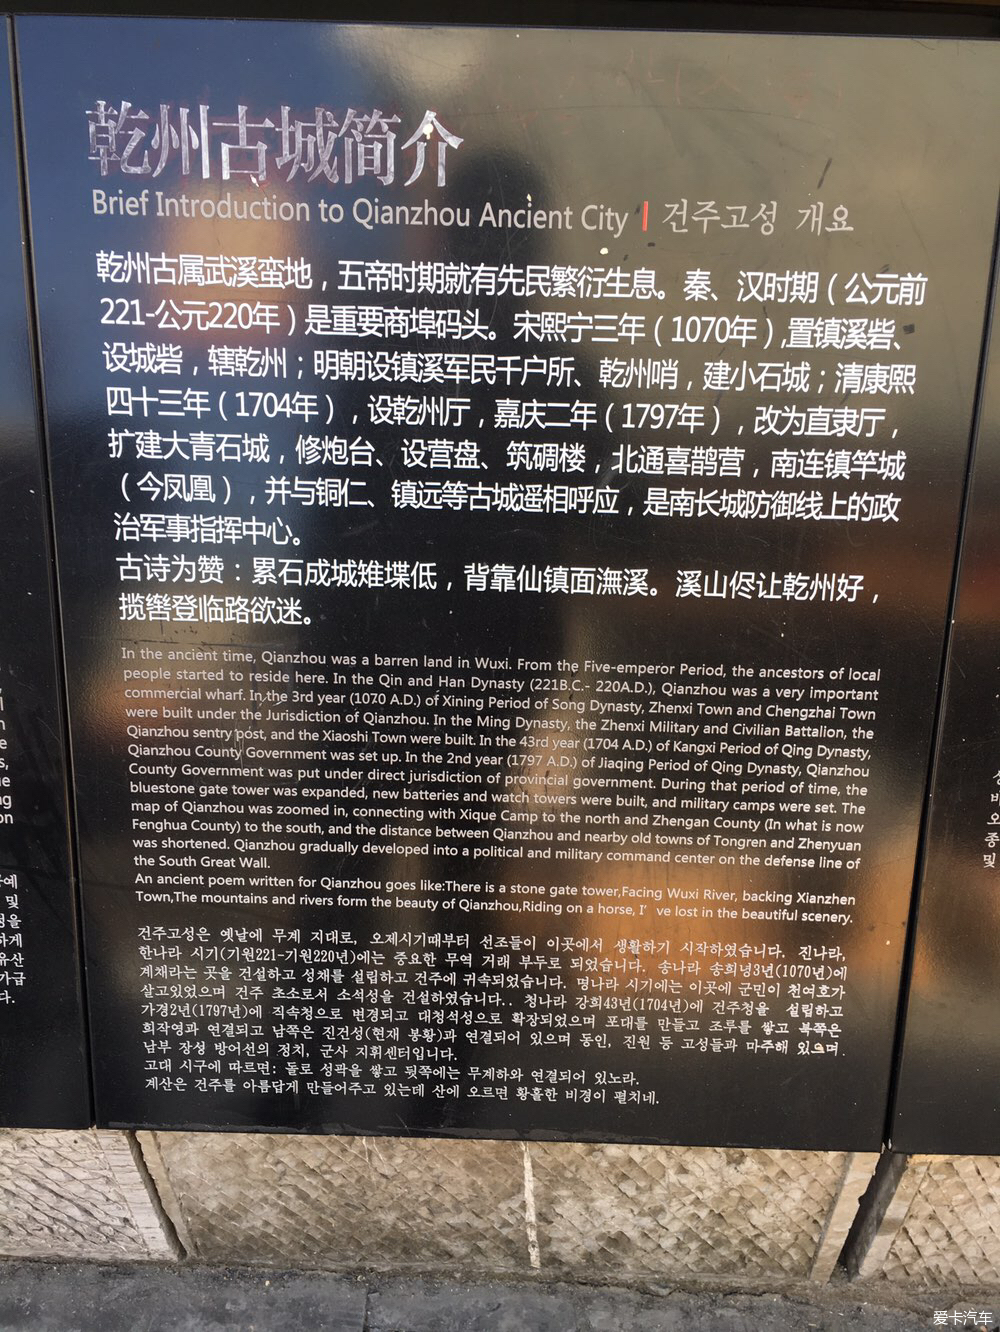 乾州古城简介
Brief Introduction to Qianzhou Ancient City | 건주고성 개요
乾州古属武溪蛮地，五帝时期就有先民繁衍生息。秦、汉时期（公元前
221-公元220年）是重要商埠码头。宋熙宁三年（1070年）,置镇溪砦、
设城砦，辖乾州；明朝设镇溪军民千户所、乾州哨，建小石城；清康熙
四十三年（1704年），设乾州厅，嘉庆二年（1797年），改为直隶厅，
扩建大青石城，修炮台、设营盘、筑碉楼，北通喜鹊营，南连镇竿城
（今凤凰），并与铜仁、镇远等古城遥相呼应，是南长城防御线上的政
治军事指挥中心。
古诗为赞：累石成城雉堞低，背靠仙镇面潕溪。溪山侭让乾州好，
揽辔登临路欲迷。
In the ancient time, Qianzhou was a barren land in Wuxi. From the Five-emperor Period, the ancestors of local
people started to reside here. In the Qin and Han Dynasty (221B.C.- 220A.D.), Qianzhou was a very important
commercial wharf. In the 3rd year (1070 A.D.) of Xining Period of Song Dynasty, Zhenxi Town and Chengzhai Town
were built under the Jurisdiction of Qianzhou. In the Ming Dynasty, the Zhenxi Military and Civilian Battalion, the
Qianzhou sentry post, and the Xiaoshi Town were built. In the 43rd year (1704 A.D.) of Kangxi Period of Qing Dynasty,
Qianzhou County Government was set up. In the 2nd year (1797 A.D.) of Jiaqing Period of Qing Dynasty, Qianzhou
County Government was put under direct jurisdiction of provincial government. During that period of time, the
bluestone gate tower was expanded, new batteries and watch towers were built, and military camps were set. The
map of Qianzhou was zoomed in, connecting with Xique Camp to the north and Zhengan County (In what is now
Fenghua County) to the south, and the distance between Qianzhou and nearby old towns of Tongren and Zhenyuan
was shortened. Qianzhou gradually developed into a political and military command center on the defense line of
the South Great Wall.
An ancient poem written for Qianzhou goes like:There is a stone gate tower,Facing Wuxi River, backing Xianzhen
Town,The mountains and rivers form the beauty of Qianzhou,Riding on a horse, I’ve lost in the beautiful scenery.
건주고성은 옛날에 무계 지대로, 오제시기때부터 선조들이 이곳에서 생활하기 시작하였습니다. 진나라,
한나라 시기(기원221-기원220년)에는 중요한 무역 거래 부두로 되었습니다. 송나라 송희녕3년(1070년)에
계채라는 곳을 건설하고 성채를 설립하고 건주에 귀속되었습니다. 명나라 시기에는 이곳에 군민이 천여호가
살고있었으며 건주 초소로서 소석성을 건설하였습니다.. 청나라 강희43년(1704년)에 건주청을 설립하고
가경2년(1797년)에 직속청으로 변경되고 대청석성으로 확장되었으며 포대를 만들고 조루를 쌓고 북쪽은
희작영과 연결되고 남쪽은 진건성(현재 봉황)과 연결되어 있으며 동인, 진원 등 고성들과 마주해 있으며.
남부 장성 방어선의 정치, 군사 지휘센터입니다.
고대 시구에 따르면: 돌로 성곽을 쌓고 뒷쪽에는 무계하와 연결되어 있노라.
계산은 건주를 아름답게 만들어주고 있는데 산에 오르면 황홀한 비경이 펼치네.
爱卡汽车